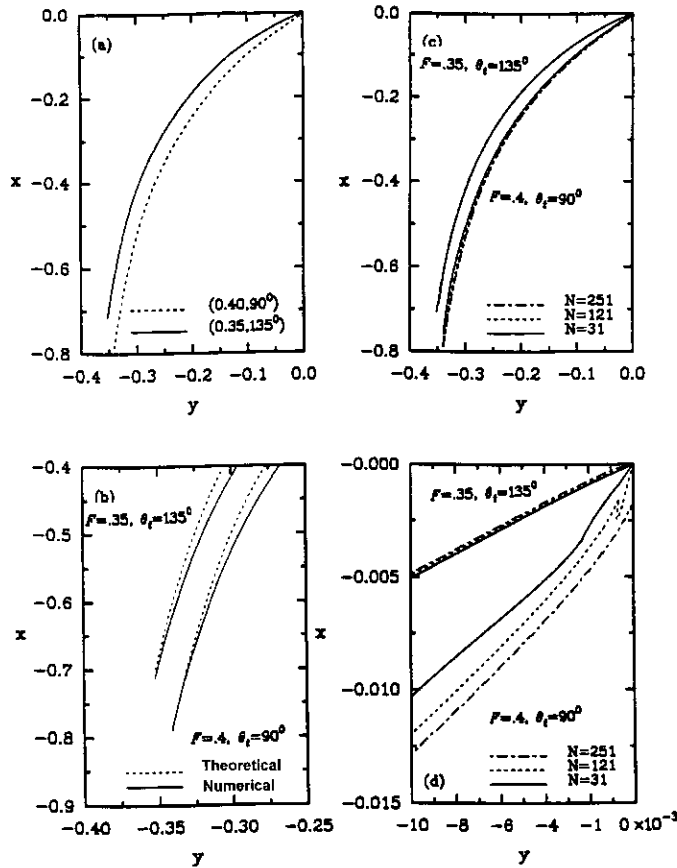 (a)
0.0
−0.2
−0.4
−0.6
−0.8
x
(0.40,90⁰)
(0.35,135⁰)
−0.4 −0.3 −0.2 −0.1 0.0
y
(c)
F=.35, θₜ=135⁰
0.0
−0.2
−0.4
−0.6
−0.8
x
F=.4, θₜ=90⁰
N=251
N=121
N=31
−0.4 −0.3 −0.2 −0.1 0.0
y
−0.4
−0.5
−0.6
−0.7
−0.8
−0.9
x
(b)
F=.35, θₜ=135⁰
F=.4, θₜ=90⁰
Theoretical
Numerical
−0.40 −0.35 −0.30 −0.25
y
−0.000
−0.005
−0.010
−0.015
x
F=.35, θₜ=135⁰
F=.4, θₜ=90⁰
N=251
N=121
N=31
(d)
−10 −8 −6 −4 −1 0×10⁻³
y